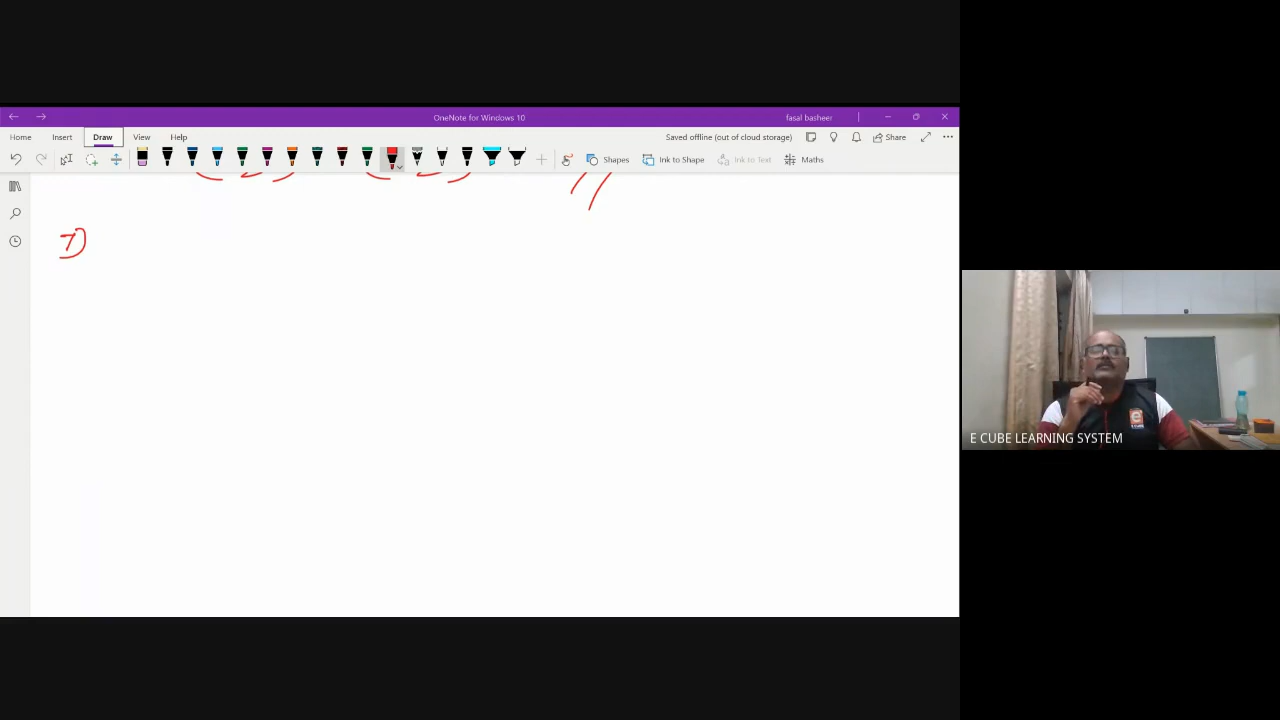 OneNote for Windows 10
fasal basheer
Home Insert Draw View Help
Saved offline (out of cloud storage)
Share
Shapes
Ink to Shape
Ink to Text
Maths
7)
E CUBE LEARNING SYSTEM